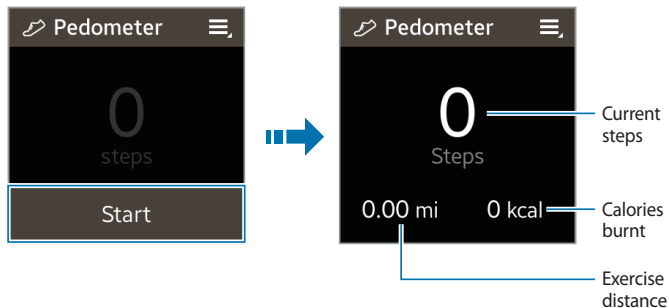 Pedometer
0
steps
Start
Pedometer
0
Steps
0.00 mi 0 kcal
Current
steps
Calories
burnt
Exercise
distance